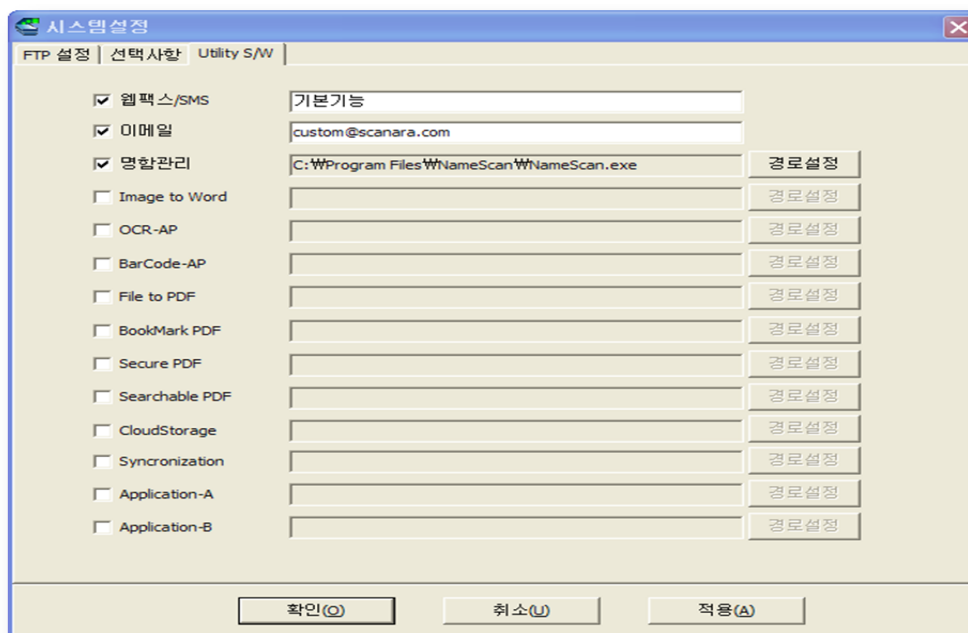 시스템설정
FTP 설정 선택사항 Utility S/W
웹팩스/SMS 기본기능
이메일 custom@scanara.com
명함관리 C:₩Program Files₩NameScan₩NameScan.exe 경로설정
Image to Word 경로설정
OCR-AP 경로설정
BarCode-AP 경로설정
File to PDF 경로설정
BookMark PDF 경로설정
Secure PDF 경로설정
Searchable PDF 경로설정
CloudStorage 경로설정
Syncronization 경로설정
Application-A 경로설정
Application-B 경로설정
확인(O) 취소(U) 적용(A)